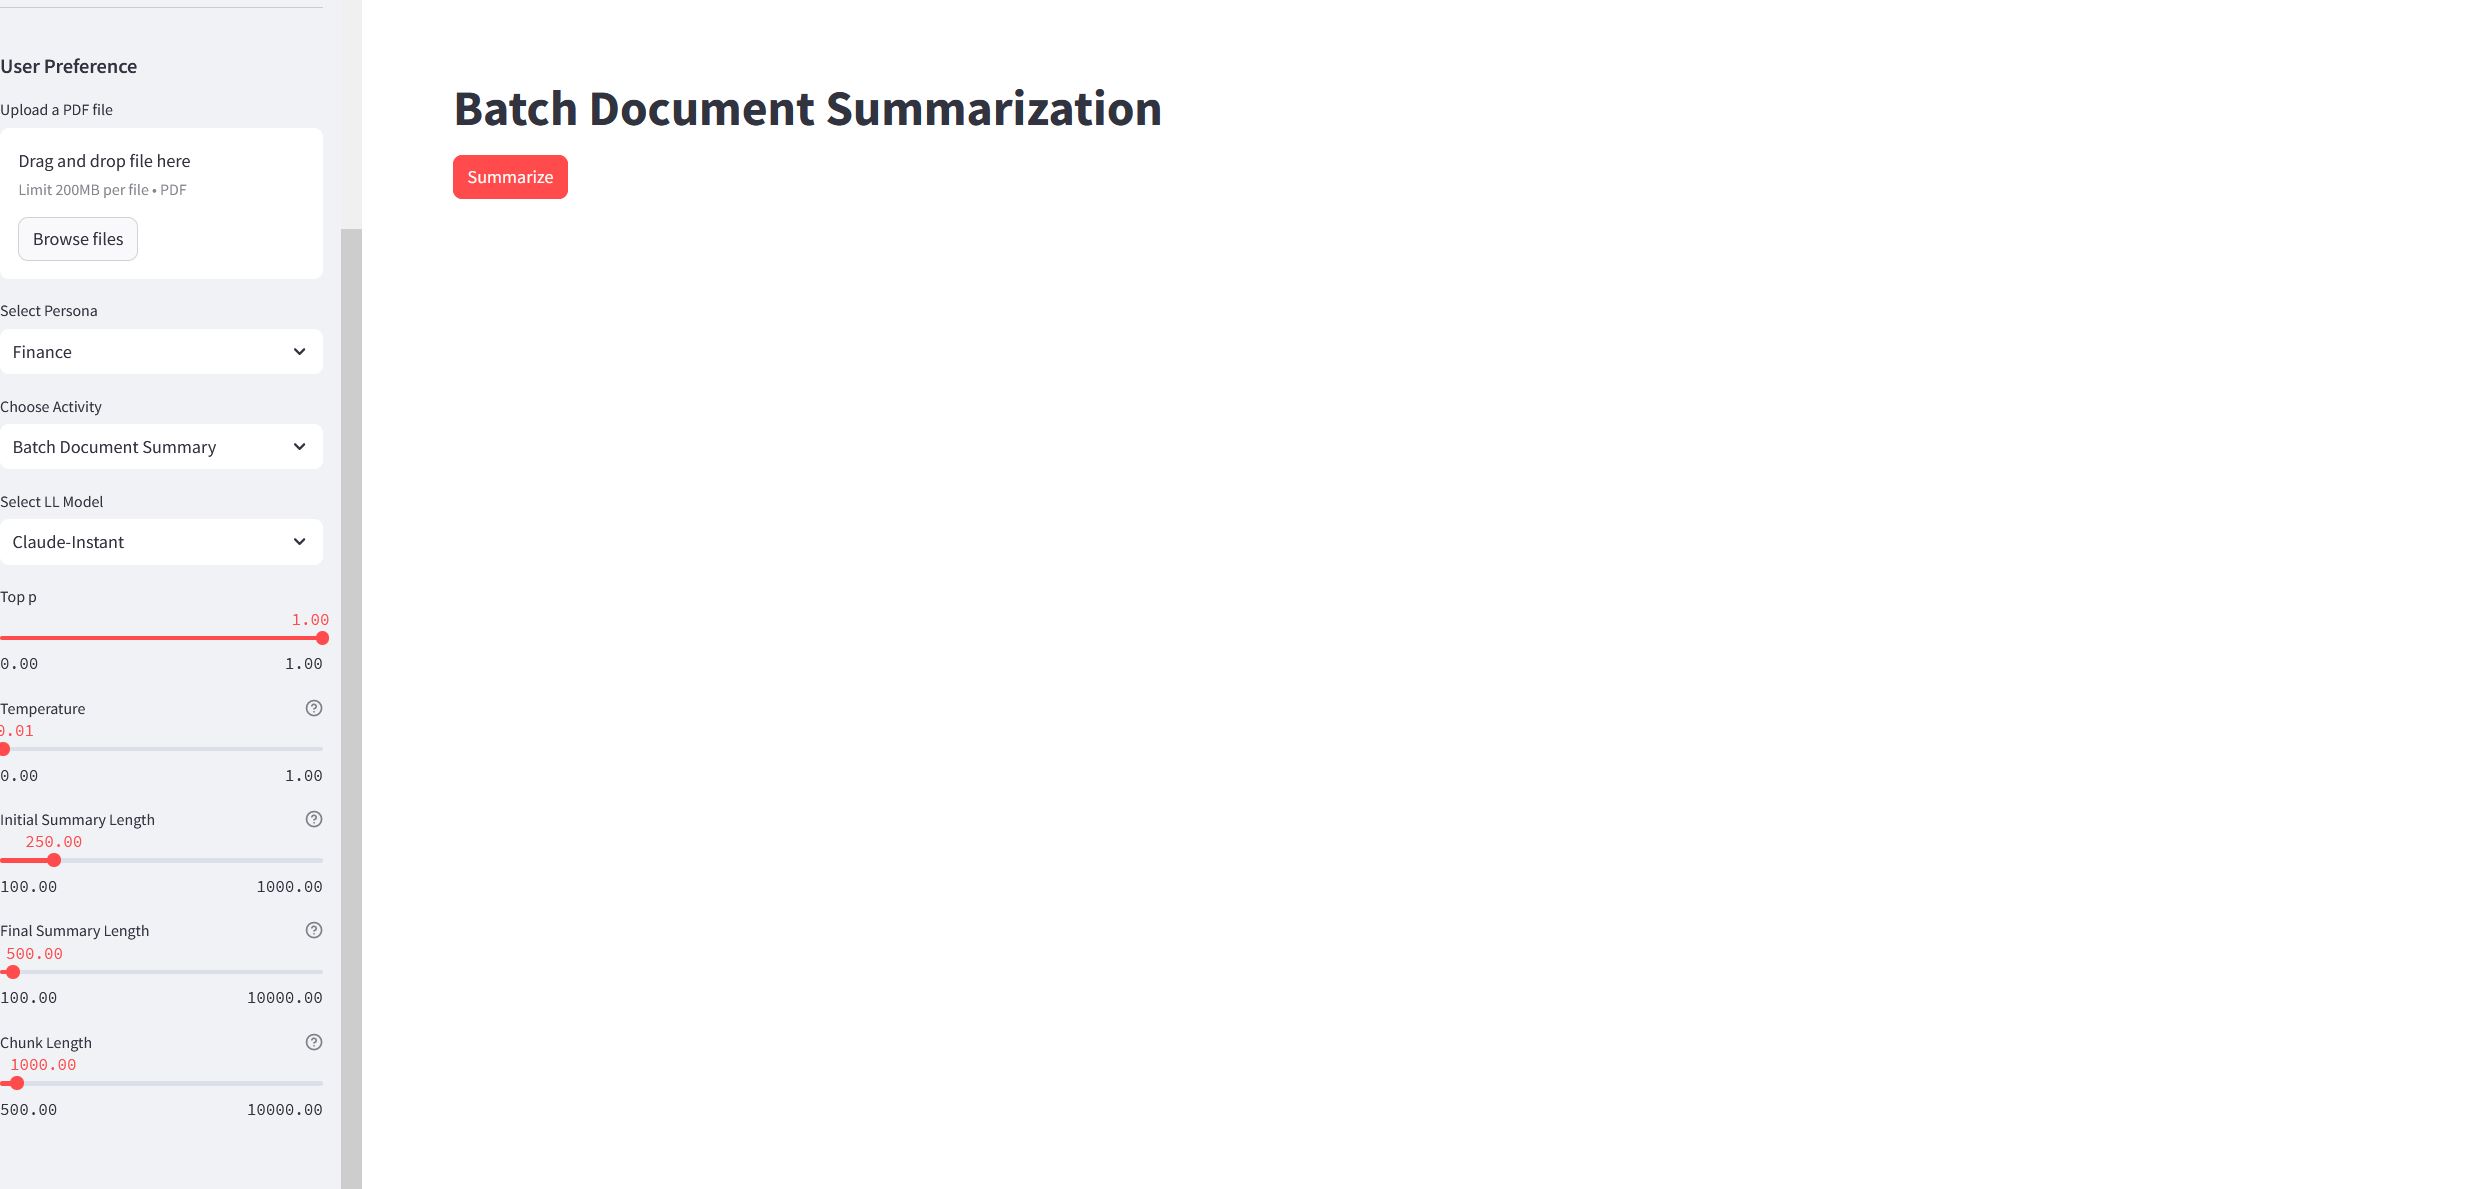 User Preference
Upload a PDF file
Drag and drop file here
Limit 200MB per file • PDF
Browse files
Select Persona
Finance
Choose Activity
Batch Document Summary
Select LL Model
Claude-Instant
Top p
1.00
0.00 1.00
Temperature
0.01
0.00 1.00
Initial Summary Length
250.00
100.00 1000.00
Final Summary Length
500.00
100.00 10000.00
Chunk Length
1000.00
500.00 10000.00
Batch Document Summarization
Summarize